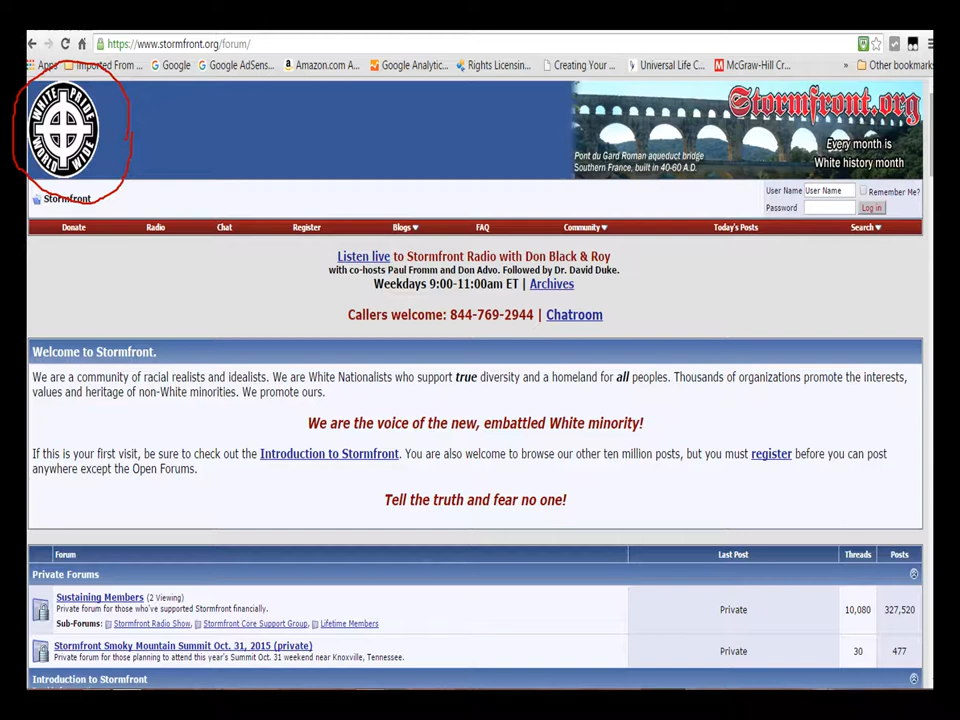 https://www.stormfront.org/forum/
Apps Imported From ... Google Google AdSens... Amazon.com A... Google Analytic... Rights Licensin... Creating Your ... Universal Life C... McGraw-Hill Cr... » Other bookmark
WHITE PRIDE
WORLD WIDE
Stormfront.org
Every month is
White history month
Pont du Gard Roman aqueduct bridge
Southern France, built in 40-60 A.D.
Stormfront
User Name User Name Remember Me?
Password Log in
Donate Radio Chat Register Blogs FAQ Community Today's Posts Search
Listen live to Stormfront Radio with Don Black & Roy
with co-hosts Paul Fromm and Don Advo. Followed by Dr. David Duke.
Weekdays 9:00-11:00am ET | Archives
Callers welcome: 844-769-2944 | Chatroom
Welcome to Stormfront.
We are a community of racial realists and idealists. We are White Nationalists who support true diversity and a homeland for all peoples. Thousands of organizations promote the interests,
values and heritage of non-White minorities. We promote ours.
We are the voice of the new, embattled White minority!
If this is your first visit, be sure to check out the Introduction to Stormfront. You are also welcome to browse our other ten million posts, but you must register before you can post
anywhere except the Open Forums.
Tell the truth and fear no one!
Forum Last Post Threads Posts
Private Forums
Sustaining Members (2 Viewing)
Private forum for those who've supported Stormfront financially.
Private 10,080 327,520
Sub-Forums: Stormfront Radio Show, Stormfront Core Support Group, Lifetime Members
Stormfront Smoky Mountain Summit Oct. 31, 2015 (private)
Private 30 477
Private forum for those planning to attend this year's Summit Oct. 31 weekend near Knoxville, Tennessee.
Introduction to Stormfront